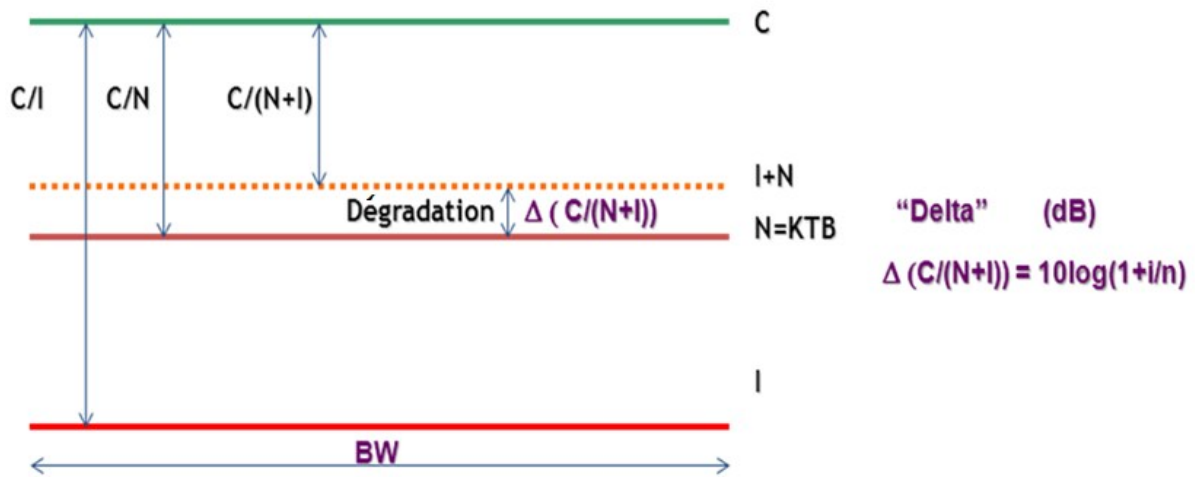 C
C/I
C/N
C/(N+I)
I+N
Dégradation
Δ ( C/(N+I))
N=KTB
“Delta” (dB)
Δ (C/(N+I)) = 10log(1+i/n)
I
BW